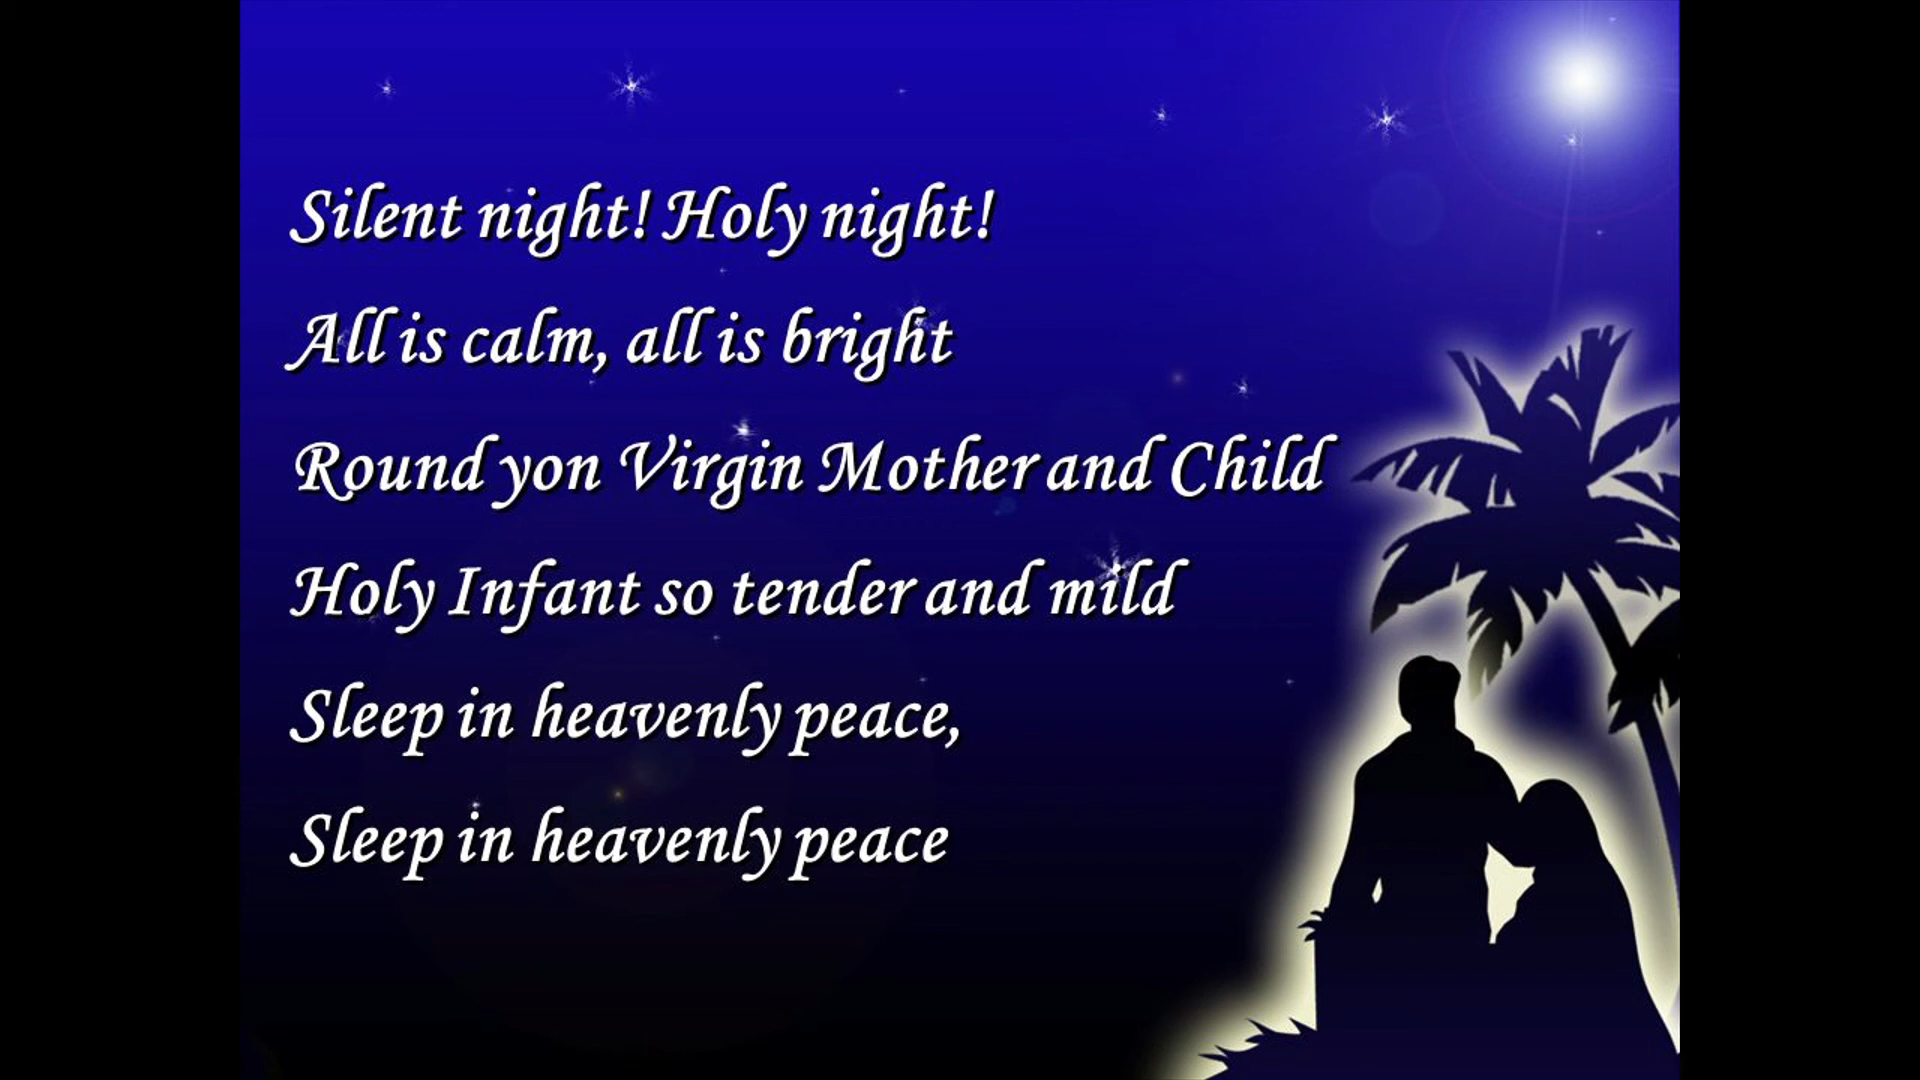 Silent night! Holy night!
All is calm, all is bright
Round yon Virgin Mother and Child
Holy Infant so tender and mild
Sleep in heavenly peace,
Sleep in heavenly peace